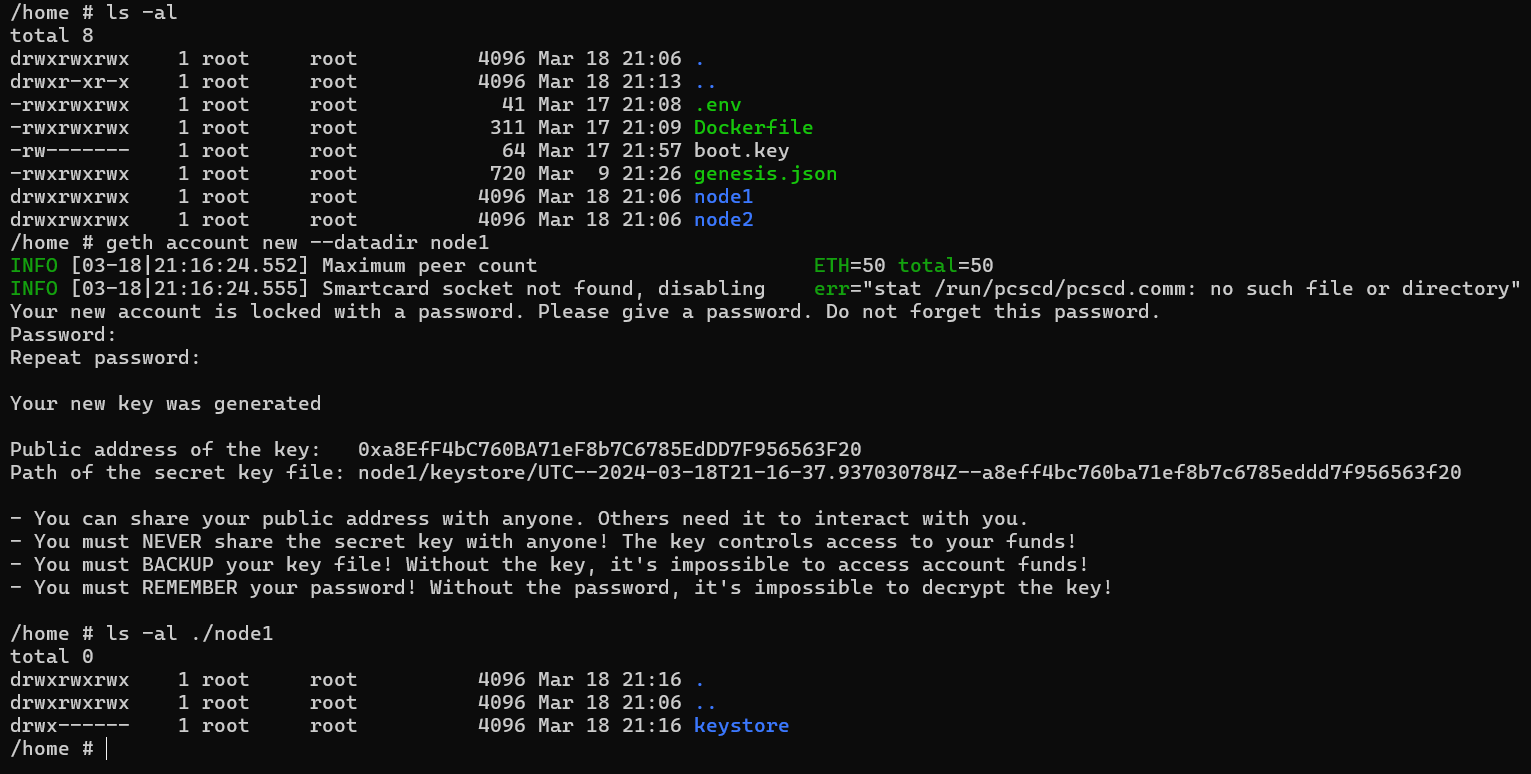 /home # ls -al
total 8
drwxrwxrwx    1 root     root          4096 Mar 18 21:06 .
drwxr-xr-x    1 root     root          4096 Mar 18 21:13 ..
-rwxrwxrwx    1 root     root            41 Mar 17 21:08 .env
-rwxrwxrwx    1 root     root           311 Mar 17 21:09 Dockerfile
-rw-------    1 root     root            64 Mar 17 21:57 boot.key
-rwxrwxrwx    1 root     root           720 Mar  9 21:26 genesis.json
drwxrwxrwx    1 root     root          4096 Mar 18 21:06 node1
drwxrwxrwx    1 root     root          4096 Mar 18 21:06 node2
/home # geth account new --datadir node1
INFO [03-18|21:16:24.552] Maximum peer count                       ETH=50 total=50
INFO [03-18|21:16:24.555] Smartcard socket not found, disabling    err="stat /run/pcscd/pcscd.comm: no such file or directory"
Your new account is locked with a password. Please give a password. Do not forget this password.
Password:
Repeat password:

Your new key was generated

Public address of the key:   0xa8EfF4bC760BA71eF8b7C6785EdDD7F956563F20
Path of the secret key file: node1/keystore/UTC--2024-03-18T21-16-37.937030784Z--a8eff4bc760ba71ef8b7c6785eddd7f956563f20

- You can share your public address with anyone. Others need it to interact with you.
- You must NEVER share the secret key with anyone! The key controls access to your funds!
- You must BACKUP your key file! Without the key, it's impossible to access account funds!
- You must REMEMBER your password! Without the password, it's impossible to decrypt the key!

/home # ls -al ./node1
total 0
drwxrwxrwx    1 root     root          4096 Mar 18 21:16 .
drwxrwxrwx    1 root     root          4096 Mar 18 21:06 ..
drwx------    1 root     root          4096 Mar 18 21:16 keystore
/home #